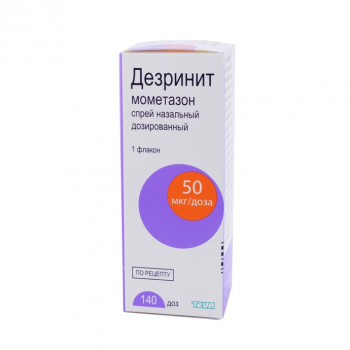 Дезринит
мометазон
спрей назальный
дозированный
1 флакон
50
мкг/доза
ПО РЕЦЕПТУ
140 доз
TEVA